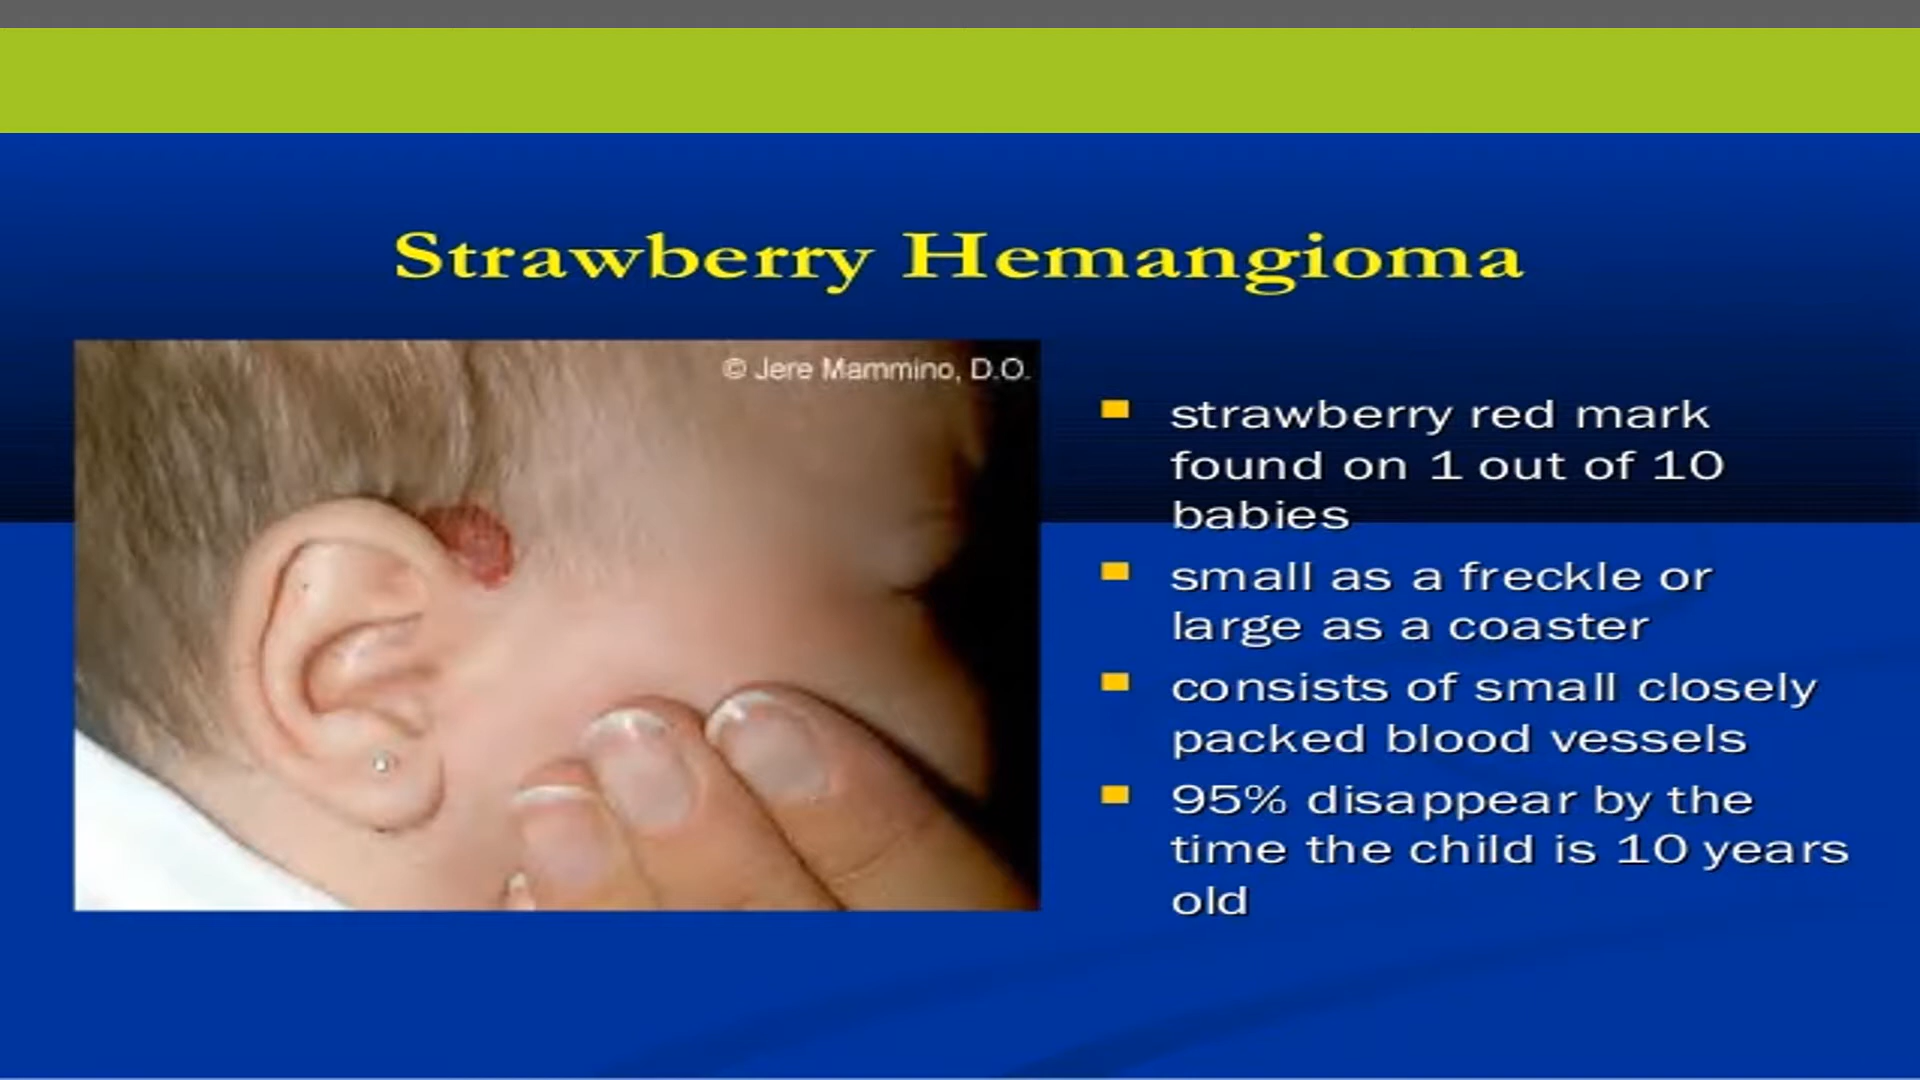 Strawberry Hemangioma
© Jere Mammino, D.O.
strawberry red mark
found on 1 out of 10
babies
small as a freckle or
large as a coaster
consists of small closely
packed blood vessels
95% disappear by the
time the child is 10 years
old